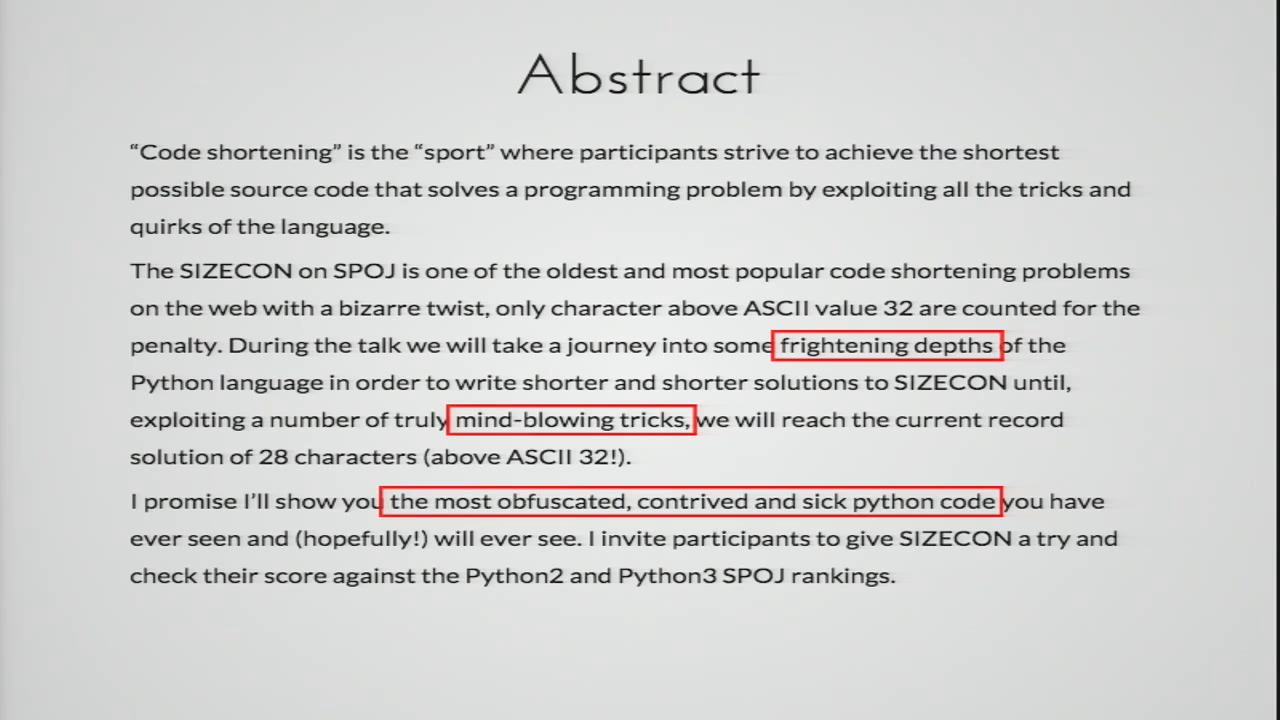 Abstract
“Code shortening” is the “sport” where participants strive to achieve the shortest
possible source code that solves a programming problem by exploiting all the tricks and
quirks of the language.
The SIZECON on SPOJ is one of the oldest and most popular code shortening problems
on the web with a bizarre twist, only character above ASCII value 32 are counted for the
penalty. During the talk we will take a journey into some frightening depths of the
Python language in order to write shorter and shorter solutions to SIZECON until,
exploiting a number of truly mind-blowing tricks, we will reach the current record
solution of 28 characters (above ASCII 32!).
I promise I’ll show you the most obfuscated, contrived and sick python code you have
ever seen and (hopefully!) will ever see. I invite participants to give SIZECON a try and
check their score against the Python2 and Python3 SPOJ rankings.